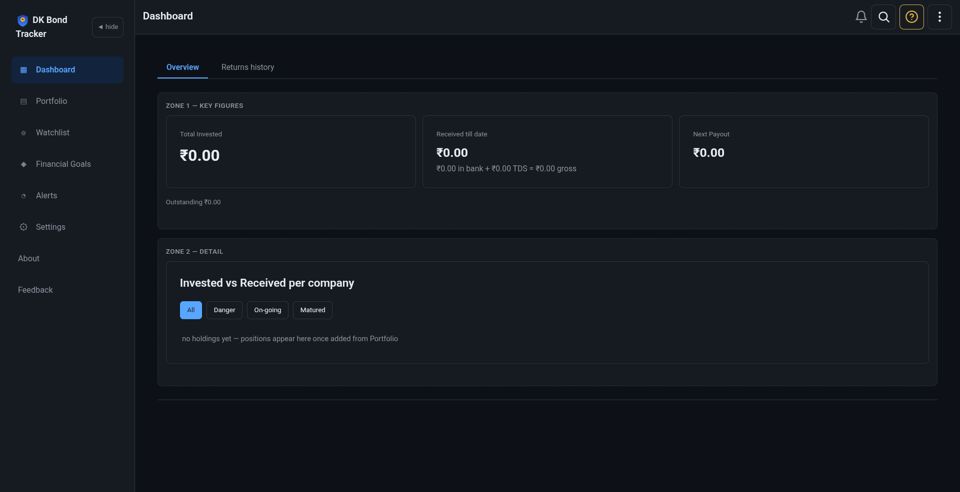 DK Bond Tracker
◄ hide
Dashboard
Portfolio
Watchlist
Financial Goals
Alerts
Settings
About
Feedback
Dashboard
Overview
Returns history
ZONE 1 — KEY FIGURES
Total Invested
₹0.00
Received till date
₹0.00
₹0.00 in bank + ₹0.00 TDS = ₹0.00 gross
Next Payout
₹0.00
Outstanding ₹0.00
ZONE 2 — DETAIL
Invested vs Received per company
All
Danger
On-going
Matured
no holdings yet — positions appear here once added from Portfolio